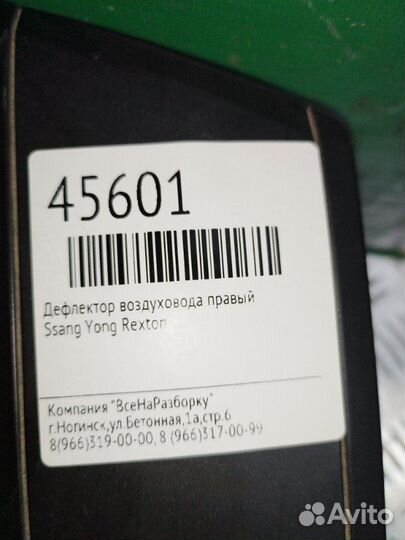 45601
Дефлектор воздуховода правый
Ssang Yong Rexton
Компания "ВсеНаРазборку"
г.Ногинск,ул.Бетонная,1а,стр.6
8(966)319-00-00, 8 (966)317-00-99
Avito